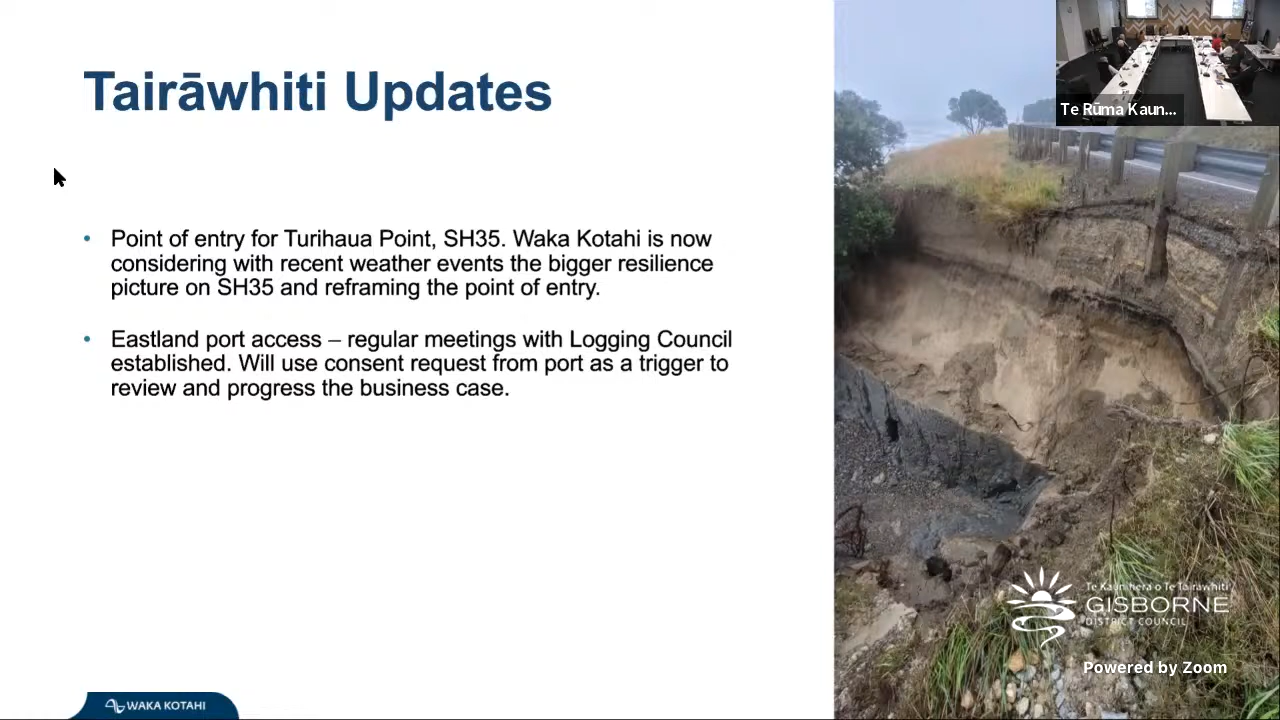 Tairāwhiti Updates
Te Rūma Kaun...
• Point of entry for Turihaua Point, SH35. Waka Kotahi is now
considering with recent weather events the bigger resilience
picture on SH35 and reframing the point of entry.
• Eastland port access – regular meetings with Logging Council
established. Will use consent request from port as a trigger to
review and progress the business case.
Te Kaunihera o Te Tairāwhiti
GISBORNE
DISTRICT COUNCIL
Powered by Zoom
WAKA KOTAHI